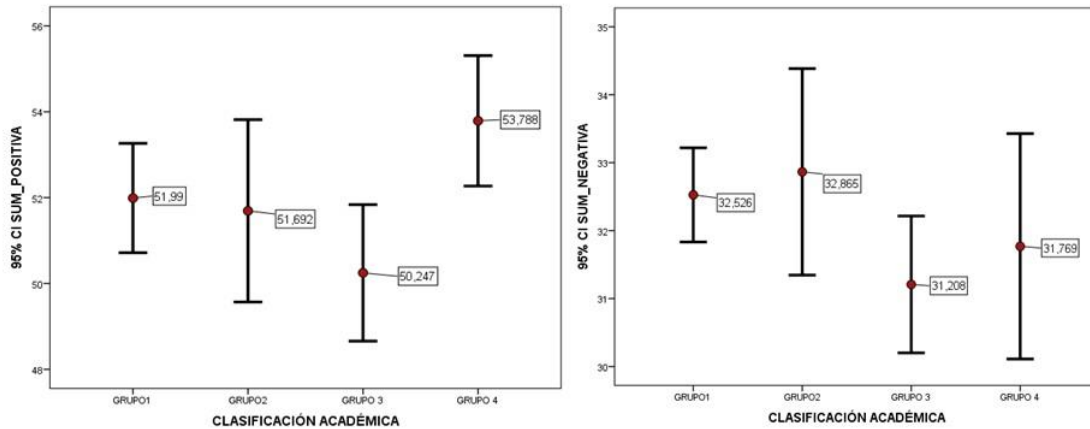 95% CI SUM_POSITIVA
56
54
52
50
48
51,99
51,692
50,247
53,788
GRUPO1
GRUPO2
GRUPO 3
GRUPO 4
CLASIFICACIÓN ACADÉMICA
95% CI SUM_NEGATIVA
35
34
33
32
31
30
32,526
32,865
31,208
31,769
GRUPO1
GRUPO2
GRUPO 3
GRUPO 4
CLASIFICACIÓN ACADÉMICA